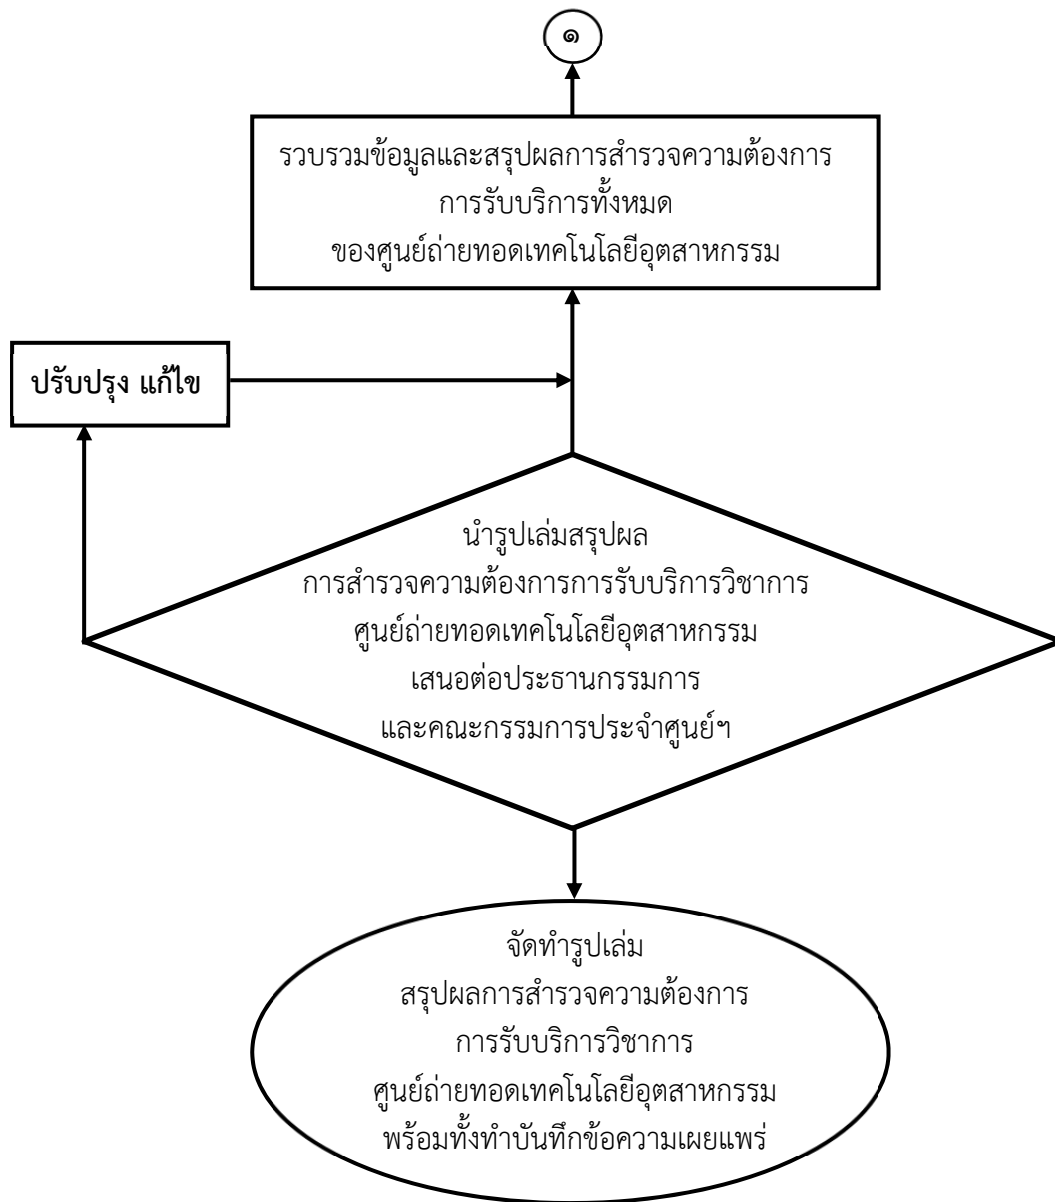 ๑
รวบรวมข้อมูลและสรุปผลการสำรวจความต้องการ
การรับบริการทั้งหมด
ของศูนย์ถ่ายทอดเทคโนโลยีอุตสาหกรรม
ปรับปรุง แก้ไข
นำรูปเล่มสรุปผล
การสำรวจความต้องการการรับบริการวิชาการ
ศูนย์ถ่ายทอดเทคโนโลยีอุตสาหกรรม
เสนอต่อประธานกรรมการ
และคณะกรรมการประจำศูนย์ฯ
จัดทำรูปเล่ม
สรุปผลการสำรวจความต้องการ
การรับบริการวิชาการ
ศูนย์ถ่ายทอดเทคโนโลยีอุตสาหกรรม
พร้อมทั้งทำบันทึกข้อความเผยแพร่